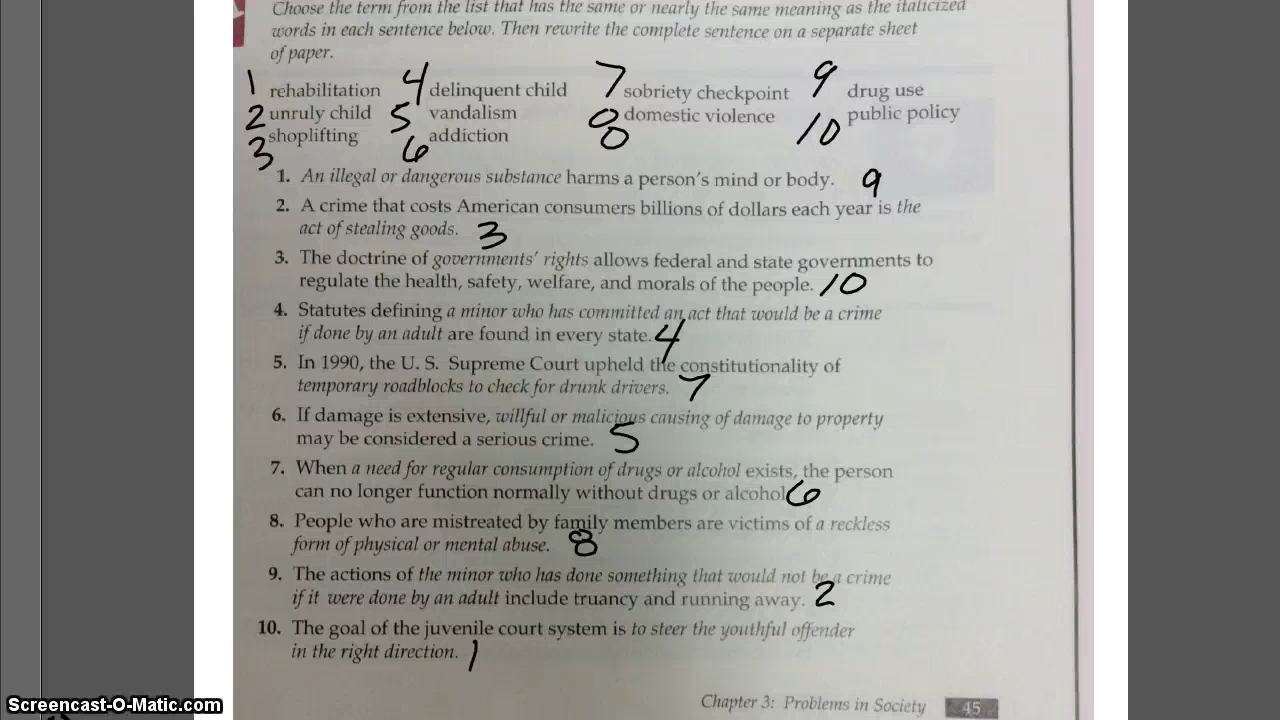 Choose the term from the list that has the same or nearly the same meaning as the italicized
words in each sentence below. Then rewrite the complete sentence on a separate sheet
of paper.
1 rehabilitation 4 delinquent child 7 sobriety checkpoint 9 drug use
2 unruly child 5 vandalism 8 domestic violence 10 public policy
3 shoplifting 6 addiction
1. An illegal or dangerous substance harms a person's mind or body. 9
2. A crime that costs American consumers billions of dollars each year is the
act of stealing goods. 3
3. The doctrine of governments' rights allows federal and state governments to
regulate the health, safety, welfare, and morals of the people. 10
4. Statutes defining a minor who has committed an act that would be a crime
if done by an adult are found in every state. 4
5. In 1990, the U. S. Supreme Court upheld the constitutionality of
temporary roadblocks to check for drunk drivers. 7
6. If damage is extensive, willful or malicious causing of damage to property
may be considered a serious crime. 5
7. When a need for regular consumption of drugs or alcohol exists, the person
can no longer function normally without drugs or alcohol 6
8. People who are mistreated by family members are victims of a reckless
form of physical or mental abuse. 8
9. The actions of the minor who has done something that would not be a crime
if it were done by an adult include truancy and running away. 2
10. The goal of the juvenile court system is to steer the youthful offender
in the right direction. 1
Chapter 3: Problems in Society 45
Screencast-O-Matic.com